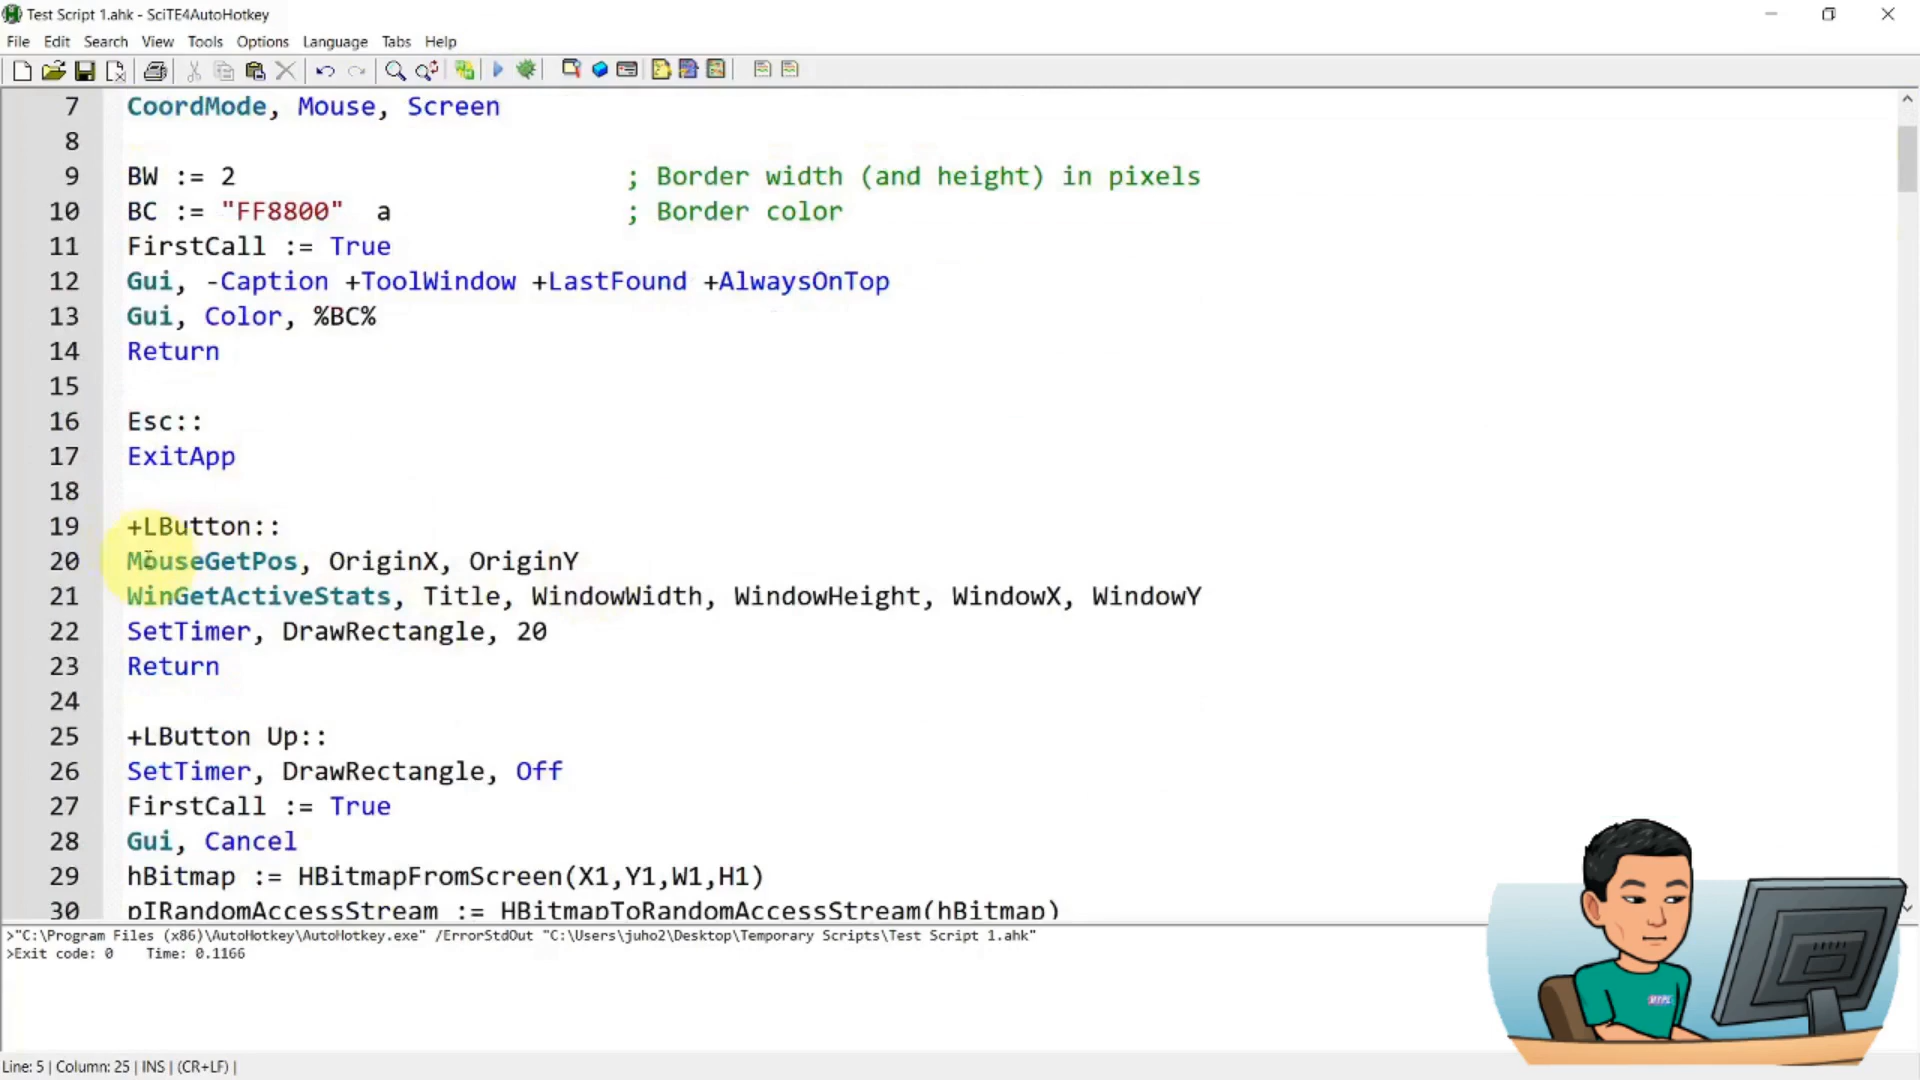 Test Script 1.ahk - SciTE4AutoHotkey
File Edit Search View Tools Options Language Tabs Help
7 CoordMode, Mouse, Screen
8
9 BW := 2 ; Border width (and height) in pixels
10 BC := "FF8800" a ; Border color
11 FirstCall := True
12 Gui, -Caption +ToolWindow +LastFound +AlwaysOnTop
13 Gui, Color, %BC%
14 Return
15
16 Esc::
17 ExitApp
18
19 +LButton::
20 MouseGetPos, OriginX, OriginY
21 WinGetActiveStats, Title, WindowWidth, WindowHeight, WindowX, WindowY
22 SetTimer, DrawRectangle, 20
23 Return
24
25 +LButton Up::
26 SetTimer, DrawRectangle, Off
27 FirstCall := True
28 Gui, Cancel
29 hBitmap := HBitmapFromScreen(X1,Y1,W1,H1)
30 pIRandomAccessStream := HBitmapToRandomAccessStream(hBitmap)
>"C:\Program Files (x86)\AutoHotkey\AutoHotkey.exe" /ErrorStdOut "C:\Users\juho2\Desktop\Temporary Scripts\Test Script 1.ahk"
>Exit code: 0 Time: 0.1166
Line: 5 | Column: 25 | INS | (CR+LF) |